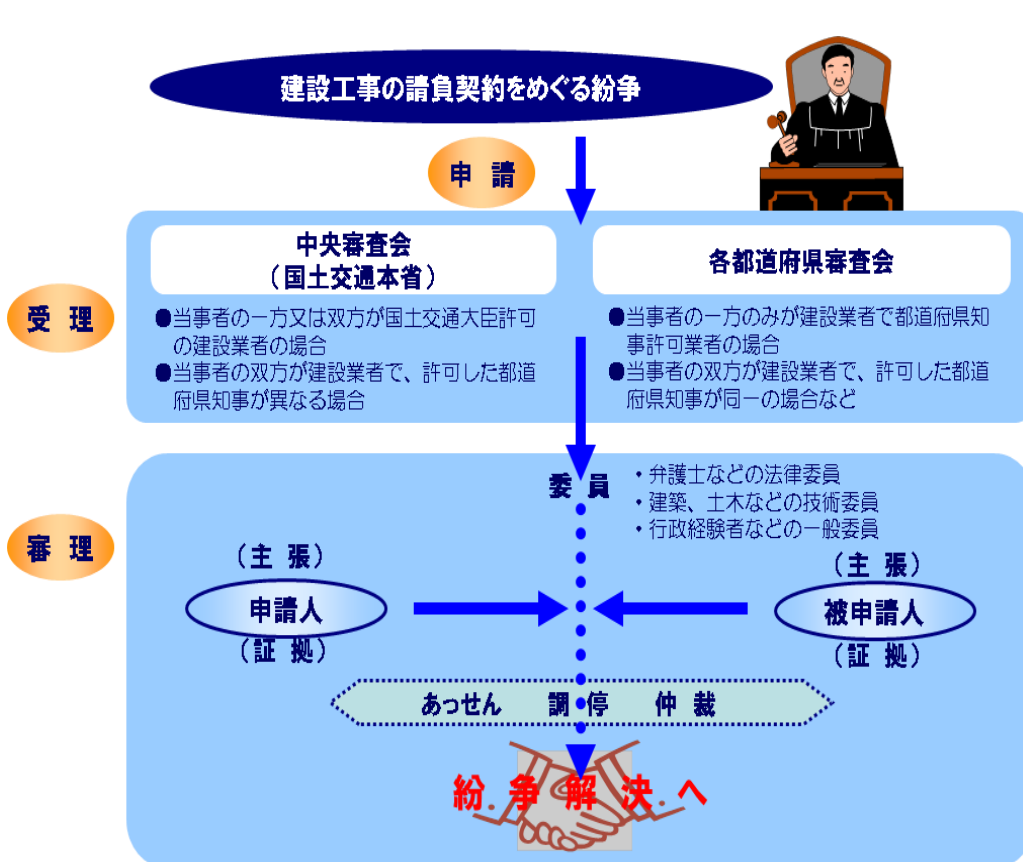 建設工事の請負契約をめぐる紛争
申 請
中央審査会
（国土交通本省）
各都道府県審査会
受 理
●当事者の一方又は双方が国土交通大臣許可
の建設業者の場合
●当事者の双方が建設業者で、許可した都道
府県知事が異なる場合
●当事者の一方のみが建設業者で都道府県知
事許可業者の場合
●当事者の双方が建設業者で、許可した都道
府県知事が同一の場合など
審 理
委 員
・弁護士などの法律委員
・建築、土木などの技術委員
・行政経験者などの一般委員
（主 張）
申請人
（証 拠）
（主 張）
被申請人
（証 拠）
あっせん 調 停 仲 裁
紛 争 解 決 へ